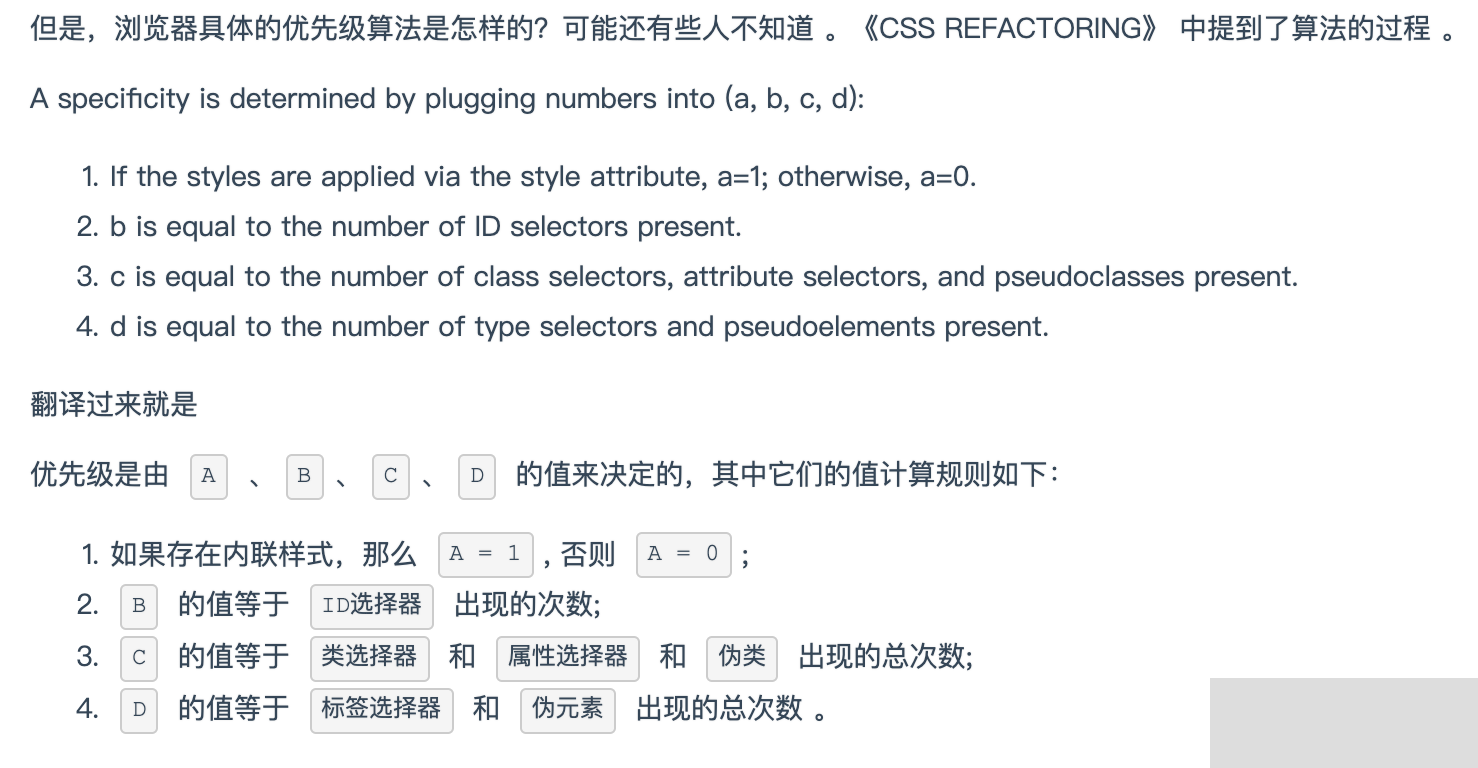 但是，浏览器具体的优先级算法是怎样的？可能还有些人不知道 。《CSS REFACTORING》 中提到了算法的过程 。
A specificity is determined by plugging numbers into (a, b, c, d):
1. If the styles are applied via the style attribute, a=1; otherwise, a=0.
2. b is equal to the number of ID selectors present.
3. c is equal to the number of class selectors, attribute selectors, and pseudoclasses present.
4. d is equal to the number of type selectors and pseudoelements present.
翻译过来就是
优先级是由 A 、 B 、 C 、 D 的值来决定的，其中它们的值计算规则如下：
1. 如果存在内联样式，那么 A = 1 , 否则 A = 0 ;
2. B 的值等于 ID选择器 出现的次数;
3. C 的值等于 类选择器 和 属性选择器 和 伪类 出现的总次数;
4. D 的值等于 标签选择器 和 伪元素 出现的总次数 。